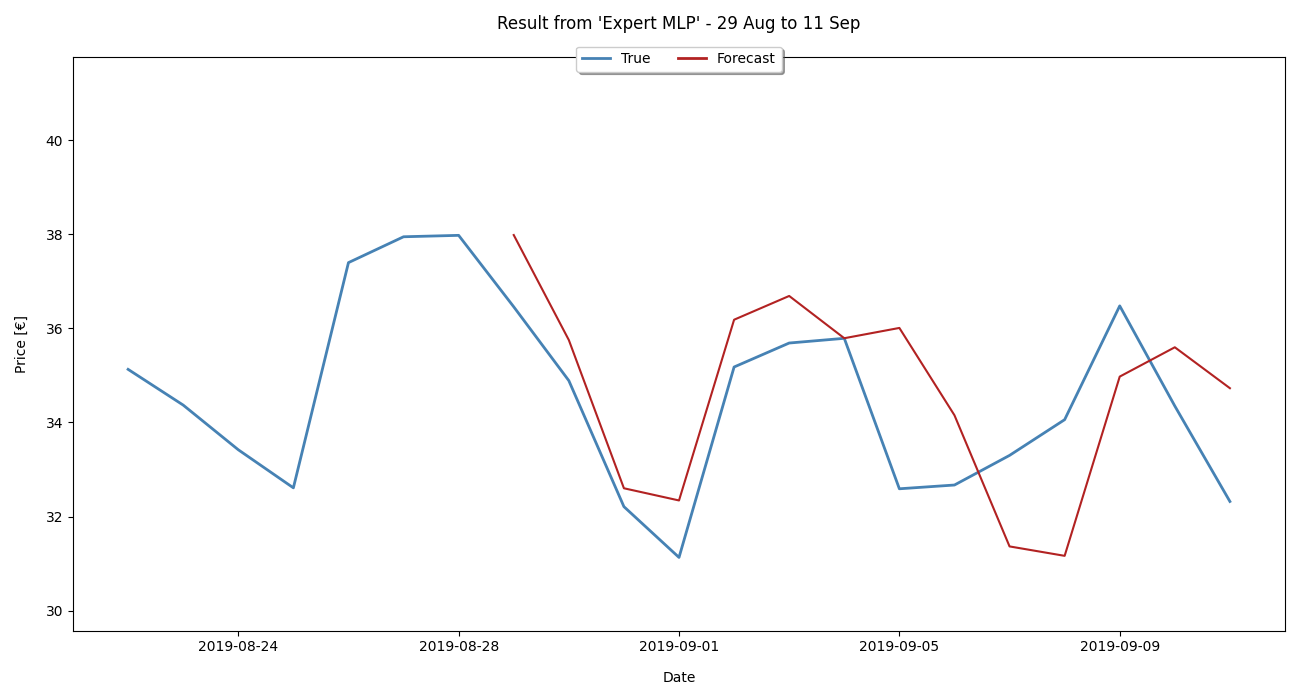 Result from 'Expert MLP' - 29 Aug to 11 Sep
True Forecast
40
38
36
34
32
30
Price [€]
2019-08-24 2019-08-28 2019-09-01 2019-09-05 2019-09-09
Date